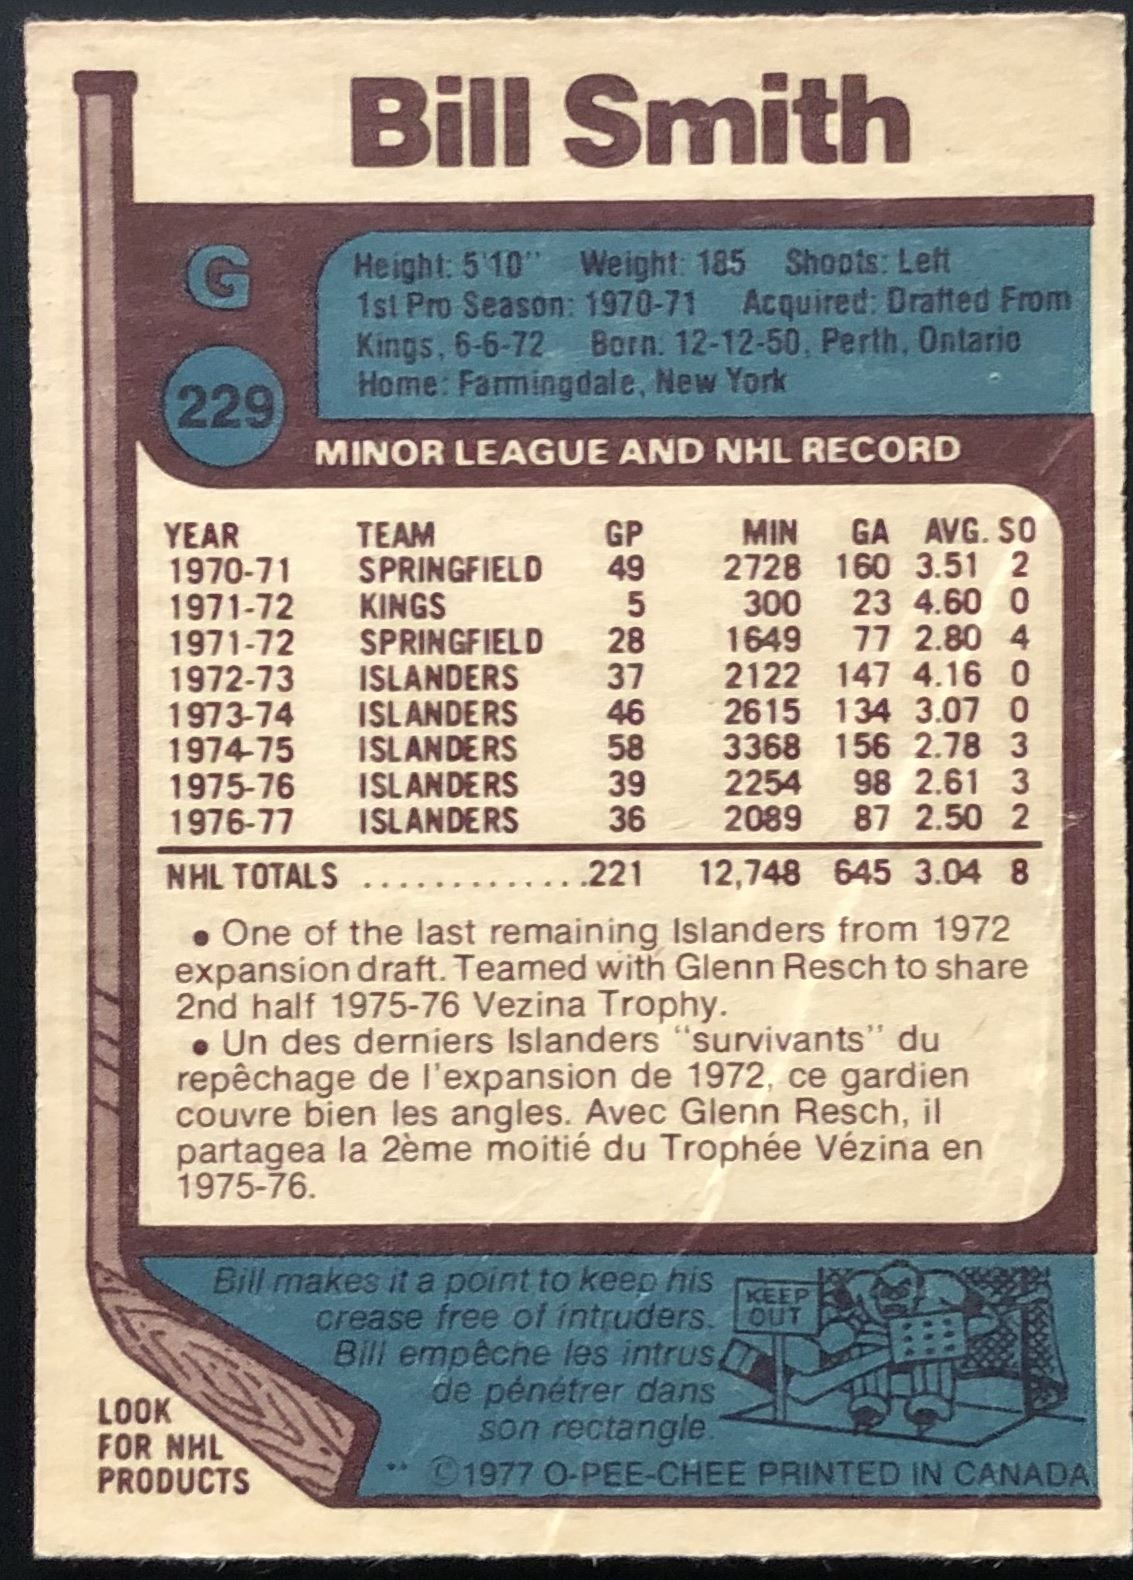 Bill Smith
G
Height: 5'10" Weight: 185 Shoots: Left
1st Pro Season: 1970-71 Acquired: Drafted From
Kings, 6-6-72 Born: 12-12-50, Perth, Ontario
Home: Farmingdale, New York
229
MINOR LEAGUE AND NHL RECORD
YEAR TEAM GP MIN GA AVG. SO
1970-71 SPRINGFIELD 49 2728 160 3.51 2
1971-72 KINGS 5 300 23 4.60 0
1971-72 SPRINGFIELD 28 1649 77 2.80 4
1972-73 ISLANDERS 37 2122 147 4.16 0
1973-74 ISLANDERS 46 2615 134 3.07 0
1974-75 ISLANDERS 58 3368 156 2.78 3
1975-76 ISLANDERS 39 2254 98 2.61 3
1976-77 ISLANDERS 36 2089 87 2.50 2
NHL TOTALS ..............221 12,748 645 3.04 8
• One of the last remaining Islanders from 1972
expansion draft. Teamed with Glenn Resch to share
2nd half 1975-76 Vezina Trophy.
• Un des derniers Islanders "survivants" du
repêchage de l'expansion de 1972, ce gardien
couvre bien les angles. Avec Glenn Resch, il
partagea la 2ème moitié du Trophée Vézina en
1975-76.
Bill makes it a point to keep his
crease free of intruders.
Bill empêche les intrus
de pénétrer dans
son rectangle.
KEEP
OUT
LOOK
FOR NHL
PRODUCTS
** ©1977 O-PEE-CHEE PRINTED IN CANADA